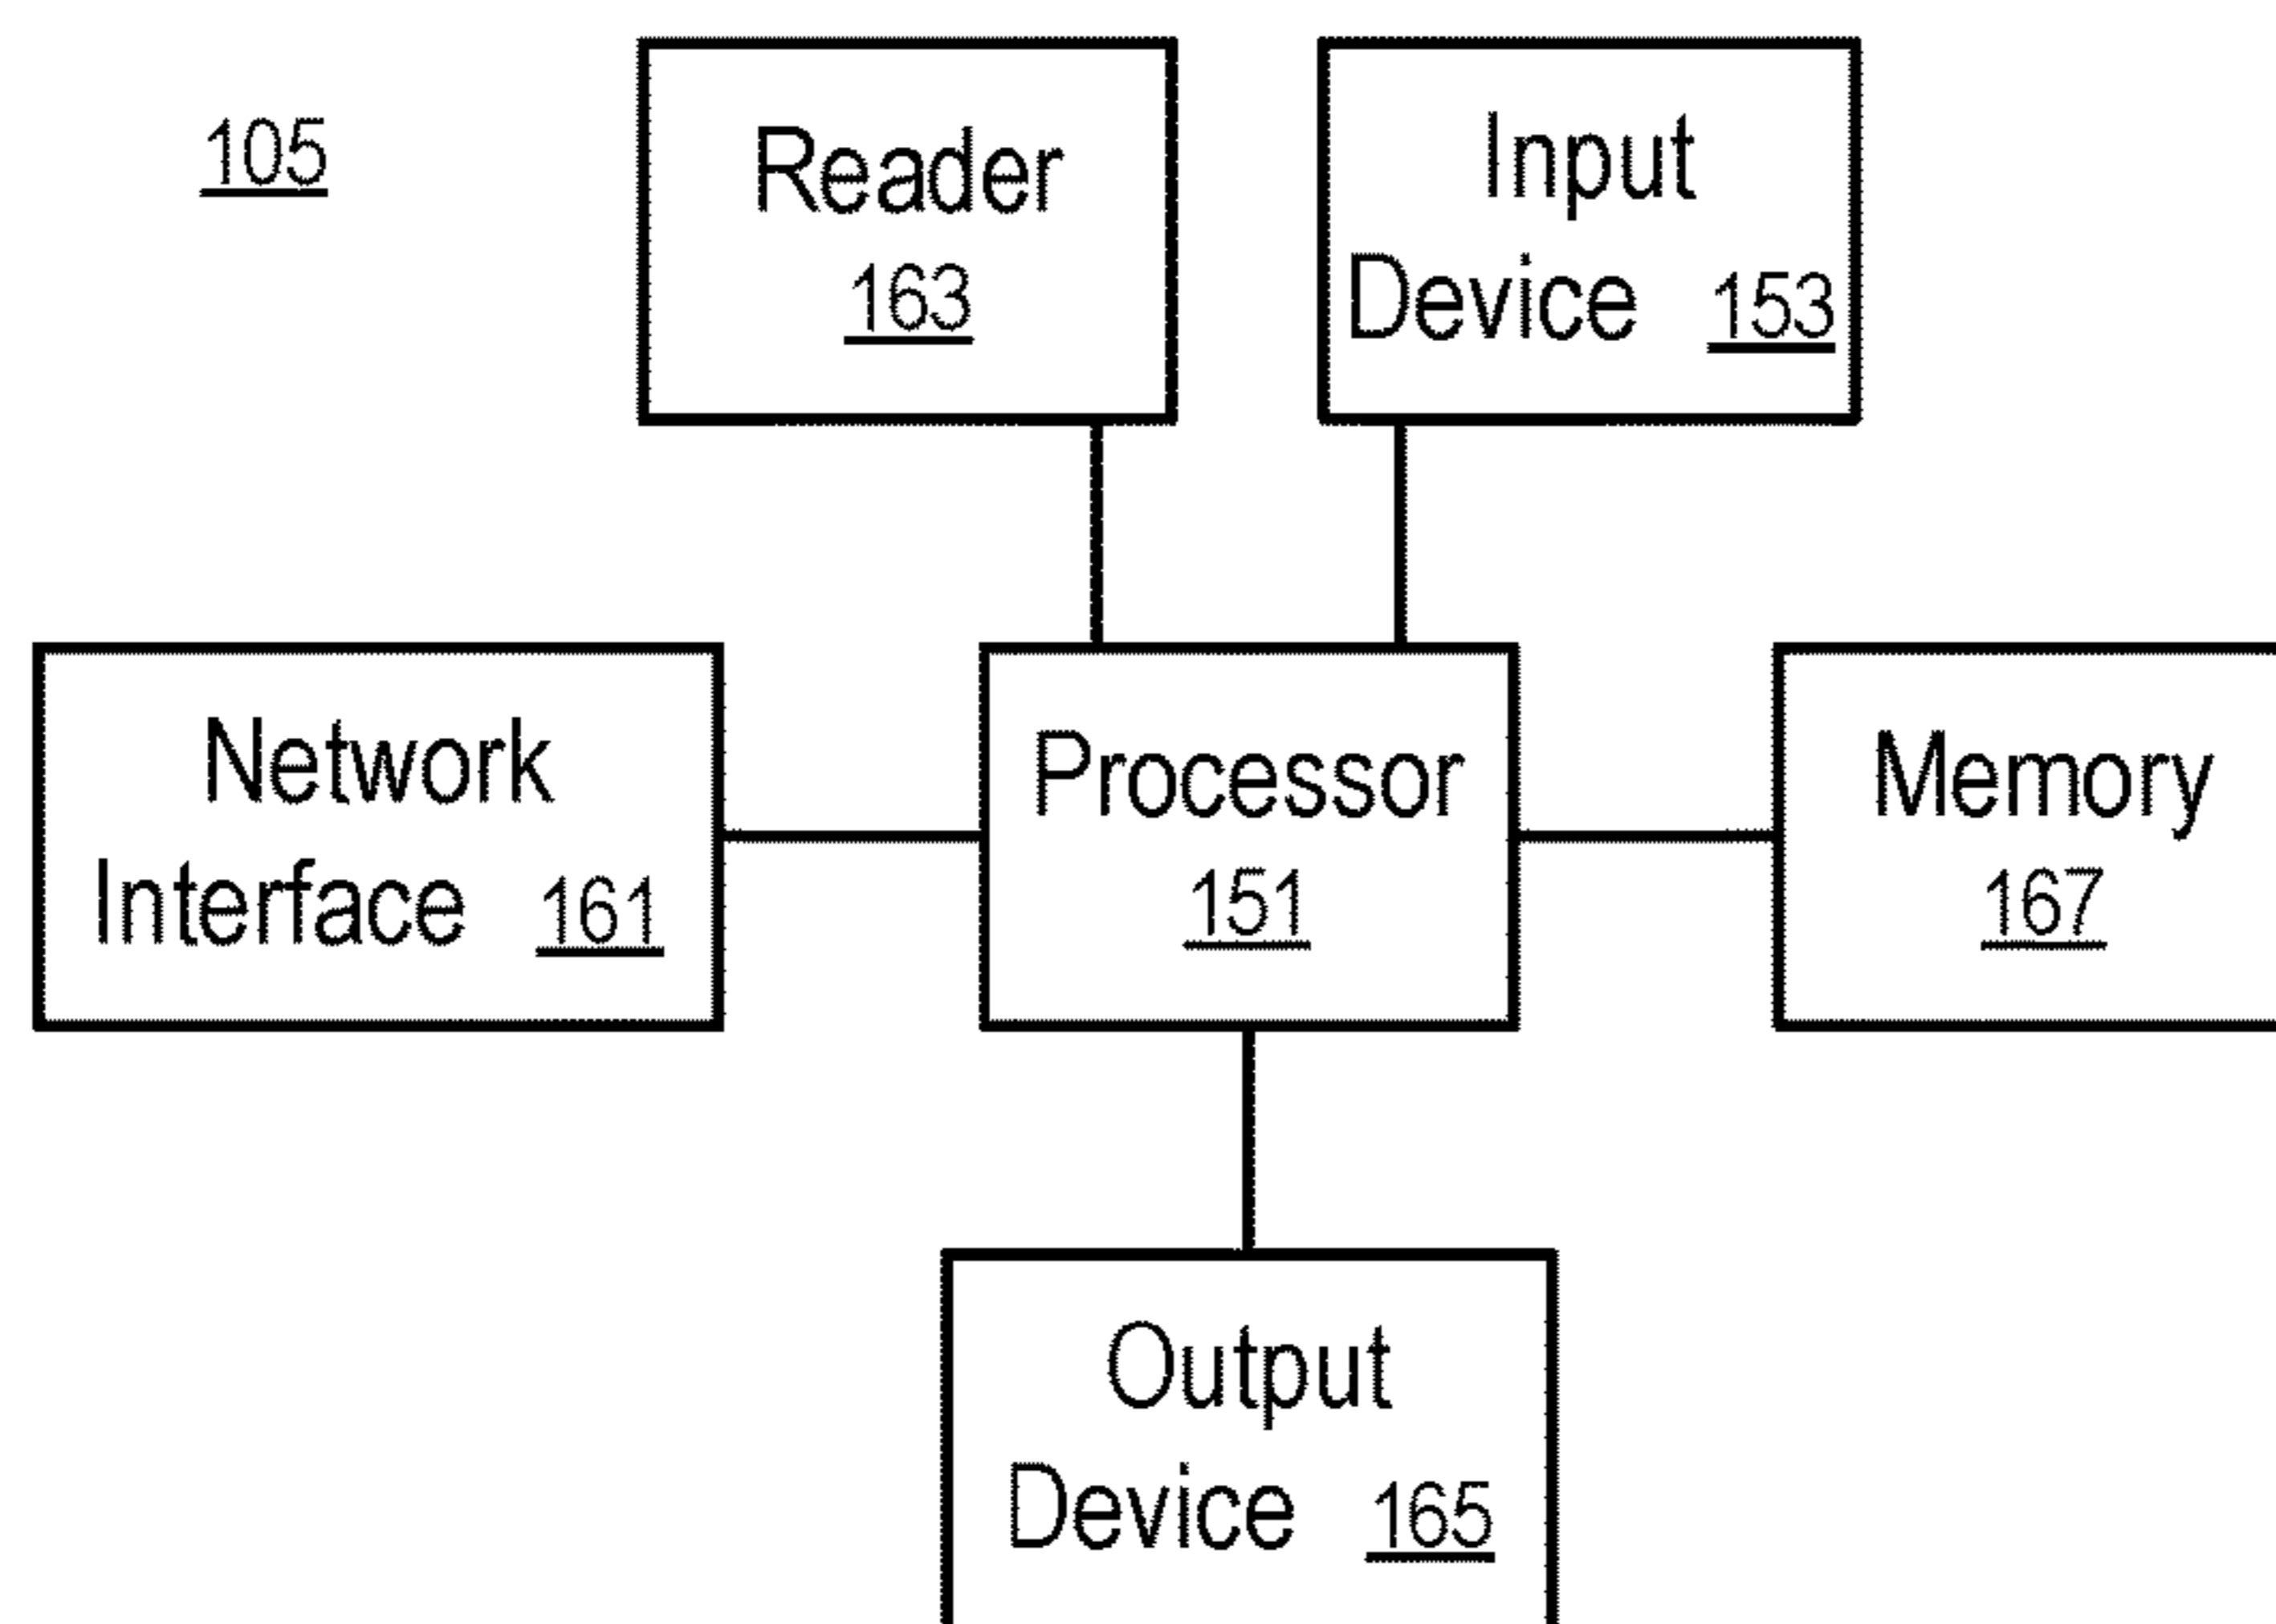 105
Reader
163
Input
Device 153
Network
Interface 161
Processor
151
Memory
167
Output
Device 165